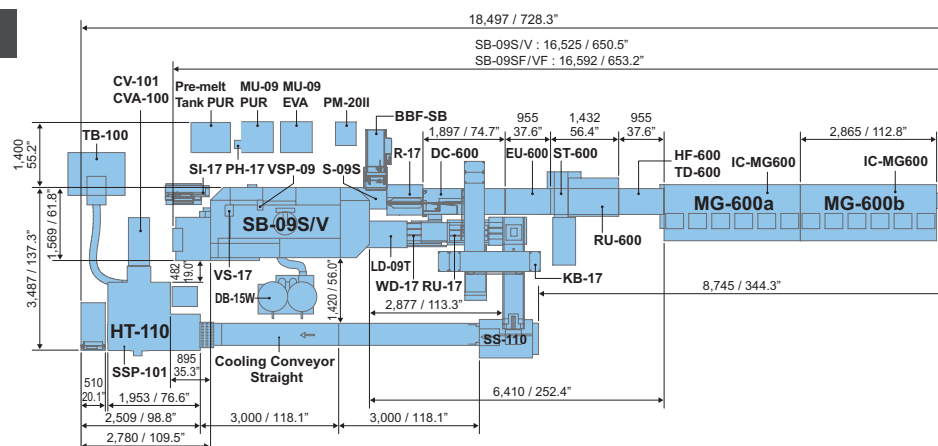 18,497 / 728.3”
SB-09S/V : 16,525 / 650.5”
SB-09SF/VF : 16,592 / 653.2”
CV-101
CVA-100
Pre-melt
Tank PUR
MU-09
PUR
MU-09
EVA
PM-20II
BBF-SB
1,897 / 74.7”
955
37.6”
1,432
56.4”
955
37.6”
2,865 / 112.8”
TB-100
1,400
55.2”
SI-17
PH-17
VSP-09
S-09S
R-17
DC-600
EU-600
ST-600
HF-600
TD-600
IC-MG600
IC-MG600
MG-600a
MG-600b
SB-09S/V
3,487 / 137.3”
1,569 / 61.8”
482
19.0”
VS-17
DB-15W
1,420 / 56.0”
LD-09T
WD-17
RU-17
KB-17
RU-600
2,877 / 113.3”
8,745 / 344.3”
HT-110
SSP-101
Cooling Conveyor
Straight
SS-110
895
35.3”
510
20.1”
1,953 / 76.6”
6,410 / 252.4”
2,509 / 98.8”
3,000 / 118.1”
3,000 / 118.1”
2,780 / 109.5”